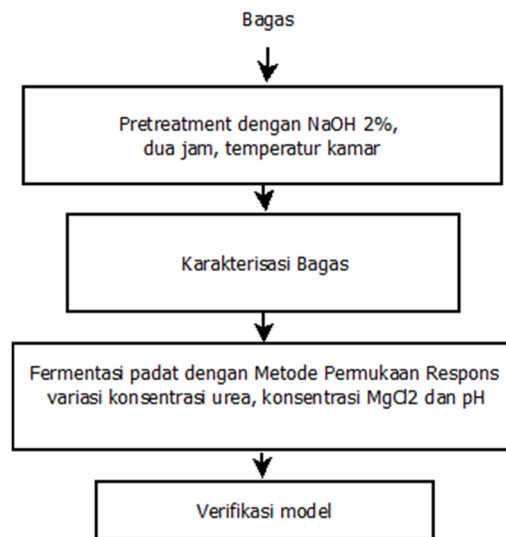 Bagas
Pretreatment dengan NaOH 2%,
dua jam, temperatur kamar
Karakterisasi Bagas
Fermentasi padat dengan Metode Permukaan Respons
variasi konsentrasi urea, konsentrasi MgCl2 dan pH
Verifikasi model